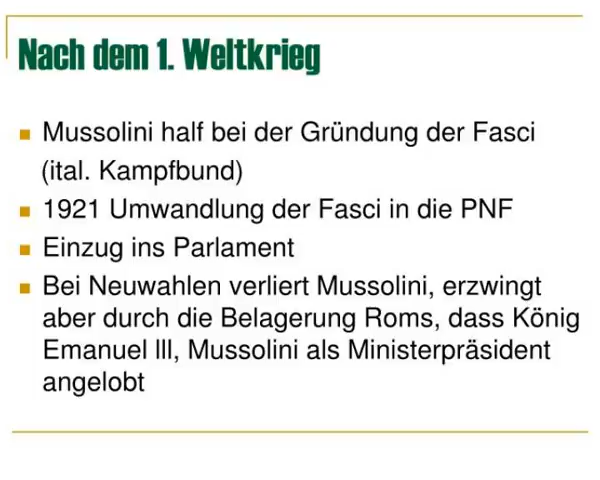 Nach dem 1. Weltkrieg
Mussolini half bei der Gründung der Fasci
(ital. Kampfbund)
1921 Umwandlung der Fasci in die PNF
Einzug ins Parlament
Bei Neuwahlen verliert Mussolini, erzwingt
aber durch die Belagerung Roms, dass König
Emanuel lll, Mussolini als Ministerpräsident
angelobt